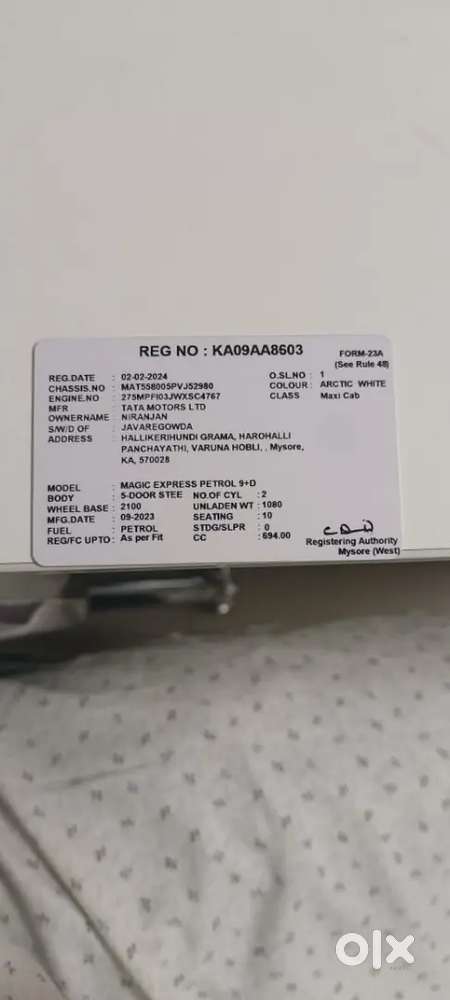 REG NO : KA09AA8603
FORM-23A
(See Rule 48)
REG.DATE : 02-02-2024 O.SL.NO : 1
CHASSIS.NO : MAT558005PVJ52980 COLOUR : ARCTIC WHITE
ENGINE.NO : 275MPFI03JWXSC4767 CLASS : Maxi Cab
MFR : TATA MOTORS LTD
OWNERNAME : NIRANJAN
S/W/D OF : JAVAREGOWDA
ADDRESS : HALLIKERIHUNDI GRAMA, HAROHALLI
PANCHAYATHI, VARUNA HOBLI, , Mysore,
KA, 570028
MODEL : MAGIC EXPRESS PETROL 9+D
BODY : 5-DOOR STEE NO.OF CYL : 2
WHEEL BASE : 2100 UNLADEN WT : 1080
MFG.DATE : 09-2023 SEATING : 10
FUEL : PETROL STDG/SLPR : 0
REG/FC UPTO : As per Fit CC : 694.00
Registering Authority
Mysore (West)
olx